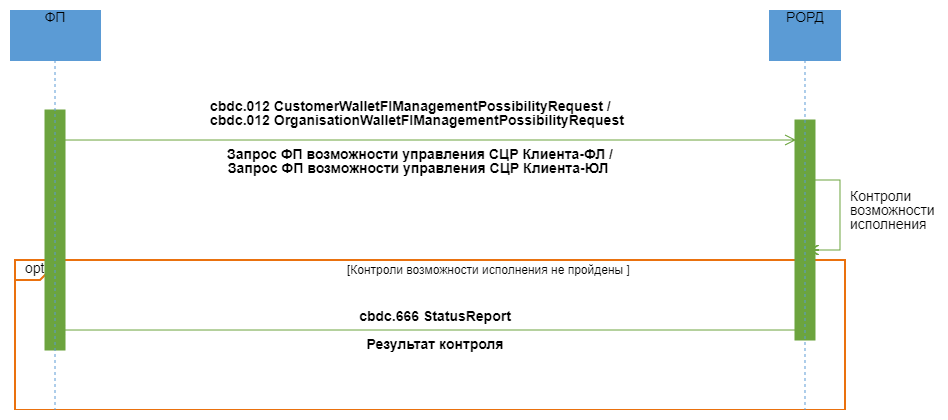 ФП
РОРД
cbdc.012 CustomerWalletFIManagementPossibilityRequest /
cbdc.012 OrganisationWalletFIManagementPossibilityRequest
Запрос ФП возможности управления СЦР Клиента-ФЛ /
Запрос ФП возможности управления СЦР Клиента-ЮЛ
Контроли
возможности
исполнения
opt
[Контроли возможности исполнения не пройдены ]
cbdc.666 StatusReport
Результат контроля